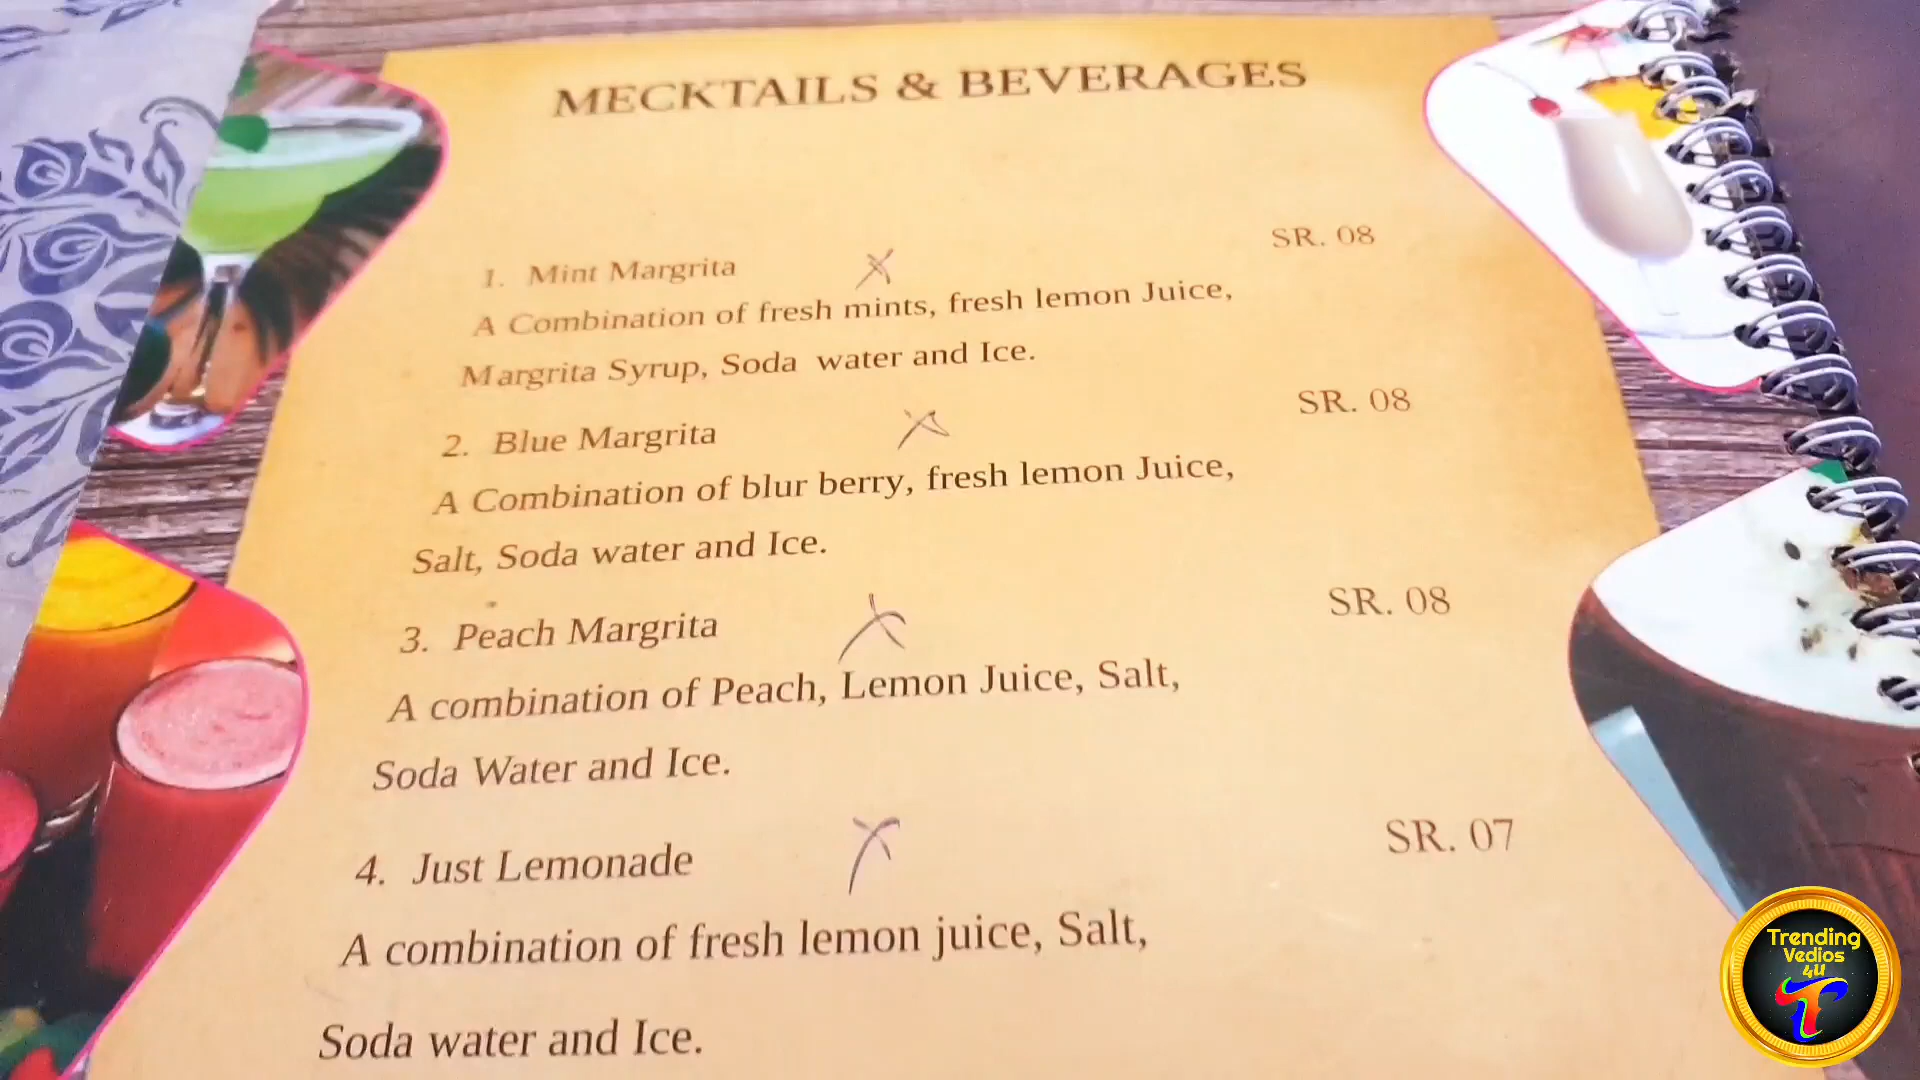 MECKTAILS & BEVERAGES
1. Mint Margrita SR. 08
A Combination of fresh mints, fresh lemon Juice,
Margrita Syrup, Soda water and Ice.
2. Blue Margrita SR. 08
A Combination of blur berry, fresh lemon Juice,
Salt, Soda water and Ice.
3. Peach Margrita SR. 08
A combination of Peach, Lemon Juice, Salt,
Soda Water and Ice.
4. Just Lemonade SR. 07
A combination of fresh lemon juice, Salt,
Soda water and Ice.
Trending
Vedios
4U